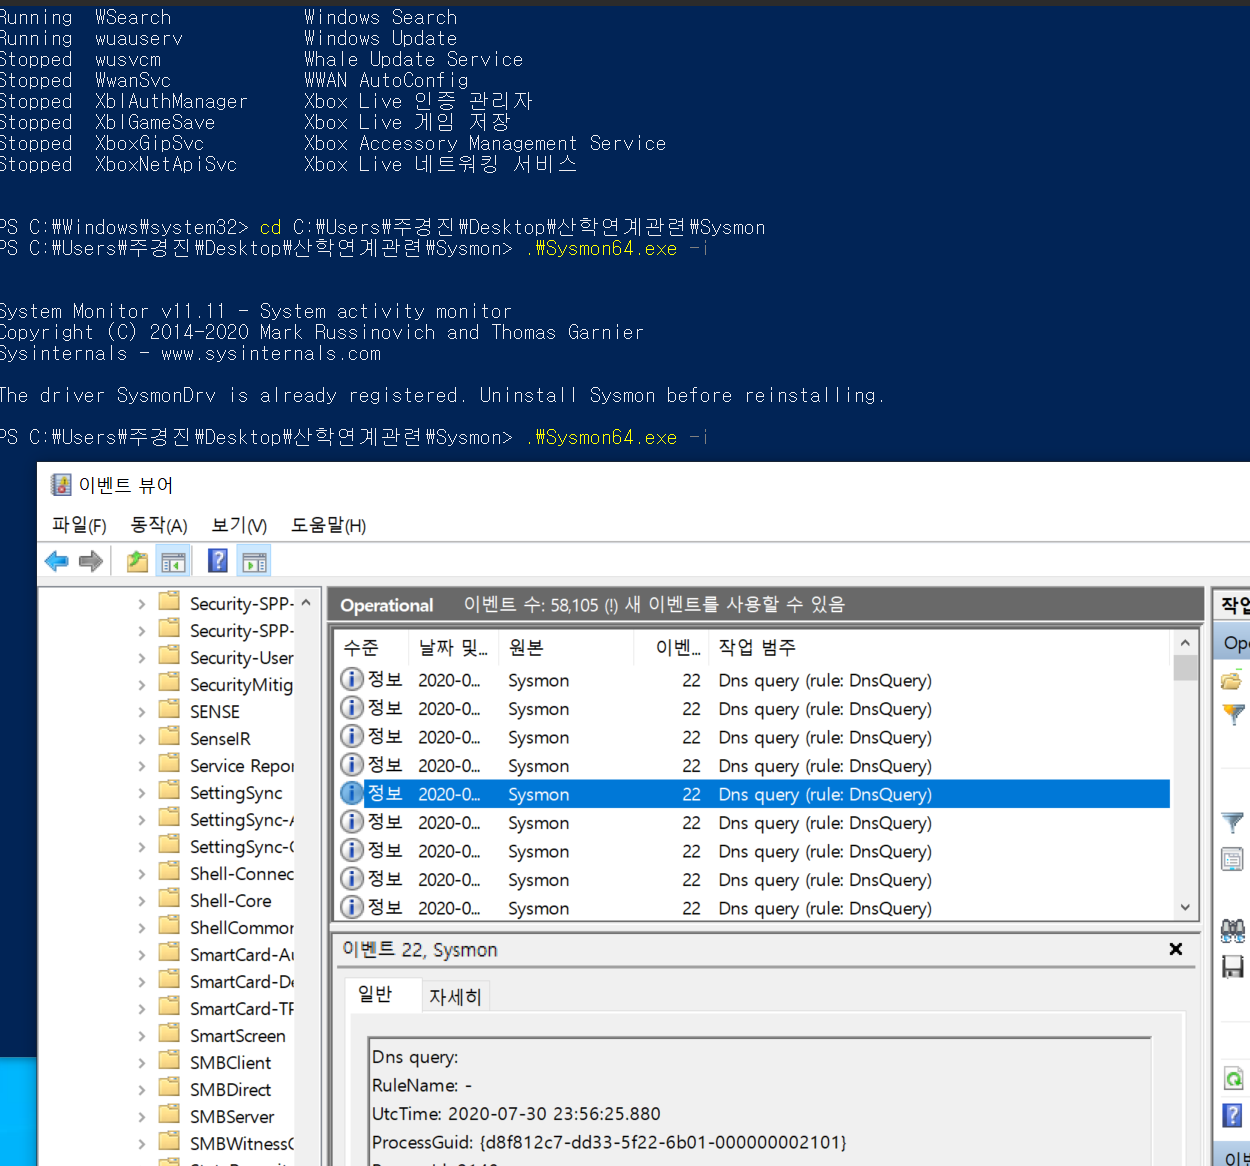 Running WSearch Windows Search
Running wuauserv Windows Update
Stopped wusvcm Whale Update Service
Stopped WwanSvc WWAN AutoConfig
Stopped XblAuthManager Xbox Live 인증 관리자
Stopped XblGameSave Xbox Live 게임 저장
Stopped XboxGipSvc Xbox Accessory Management Service
Stopped XboxNetApiSvc Xbox Live 네트워킹 서비스
PS C:₩Windows₩system32> cd C:₩Users₩주경진₩Desktop₩산학연계관련₩Sysmon
PS C:₩Users₩주경진₩Desktop₩산학연계관련₩Sysmon> .₩Sysmon64.exe -i
System Monitor v11.11 - System activity monitor
Copyright (C) 2014-2020 Mark Russinovich and Thomas Garnier
Sysinternals - www.sysinternals.com
The driver SysmonDrv is already registered. Uninstall Sysmon before reinstalling.
PS C:₩Users₩주경진₩Desktop₩산학연계관련₩Sysmon> .₩Sysmon64.exe -i
이벤트 뷰어
파일(F) 동작(A) 보기(V) 도움말(H)
Security-SPP-
Security-SPP-
Security-User
SecurityMitig
SENSE
SenseIR
Service Repor
SettingSync
SettingSync-A
SettingSync-O
Shell-Connec
Shell-Core
ShellCommor
SmartCard-Au
SmartCard-De
SmartCard-TP
SmartScreen
SMBClient
SMBDirect
SMBServer
SMBWitnessC
Operational 이벤트 수: 58,105 (!) 새 이벤트를 사용할 수 있음
수준 날짜 및... 원본 이벤... 작업 범주
정보 2020-0... Sysmon 22 Dns query (rule: DnsQuery)
정보 2020-0... Sysmon 22 Dns query (rule: DnsQuery)
정보 2020-0... Sysmon 22 Dns query (rule: DnsQuery)
정보 2020-0... Sysmon 22 Dns query (rule: DnsQuery)
정보 2020-0... Sysmon 22 Dns query (rule: DnsQuery)
정보 2020-0... Sysmon 22 Dns query (rule: DnsQuery)
정보 2020-0... Sysmon 22 Dns query (rule: DnsQuery)
정보 2020-0... Sysmon 22 Dns query (rule: DnsQuery)
정보 2020-0... Sysmon 22 Dns query (rule: DnsQuery)
이벤트 22, Sysmon
일반 자세히
Dns query:
RuleName: -
UtcTime: 2020-07-30 23:56:25.880
ProcessGuid: {d8f812c7-dd33-5f22-6b01-000000002101}
작업
Ope
이벤